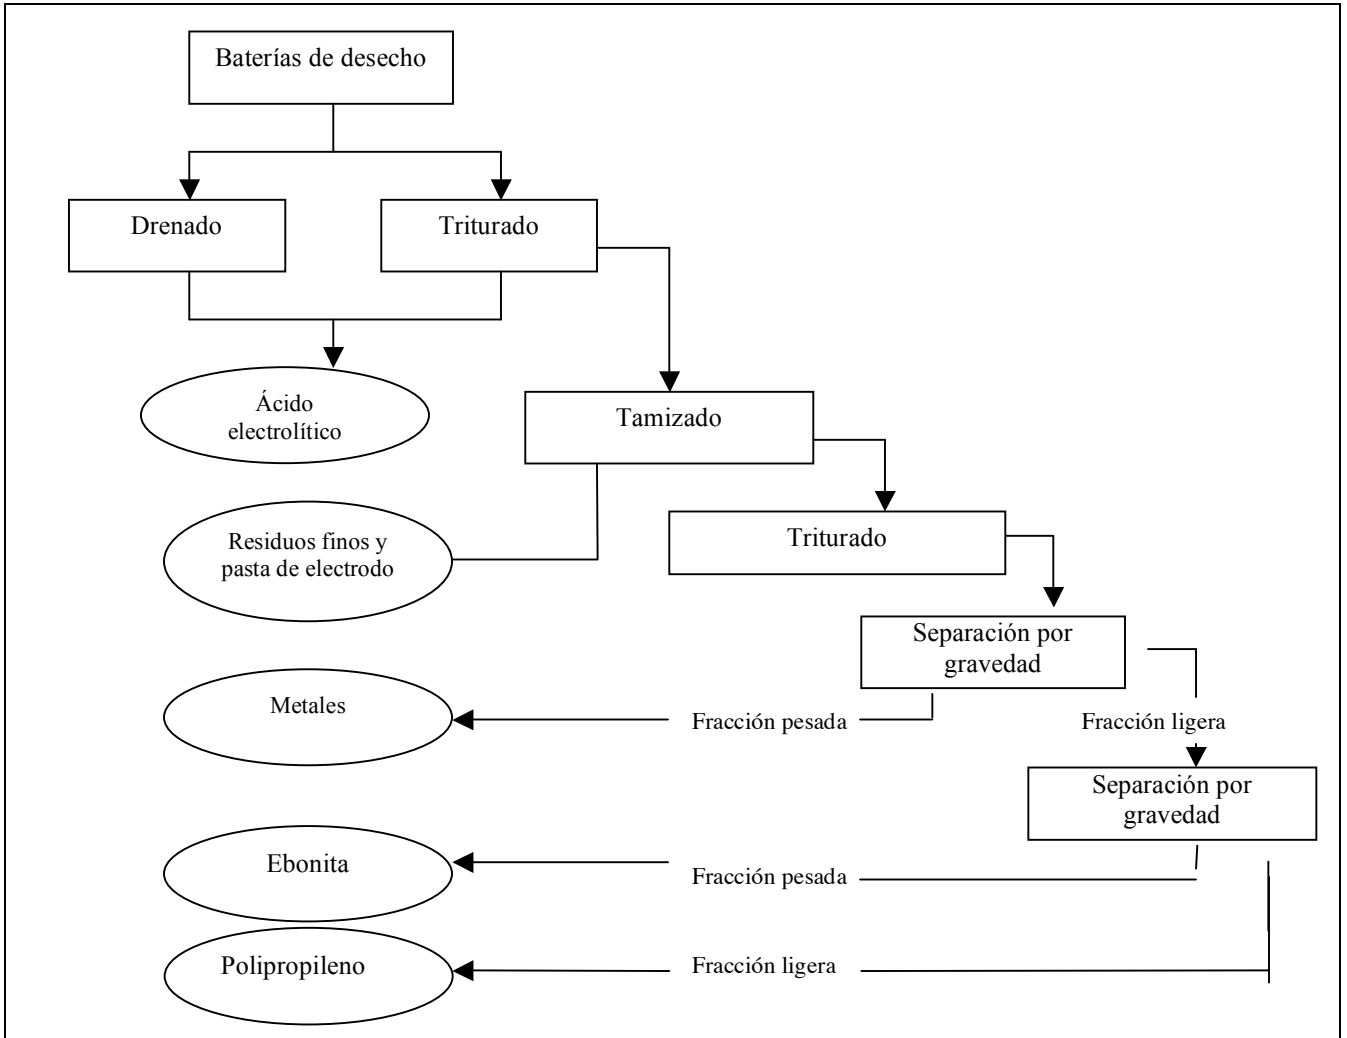 Baterías de desecho
Drenado
Triturado
Ácido
electrolítico
Tamizado
Residuos finos y
pasta de electrodo
Triturado
Separación por
gravedad
Metales
Fracción pesada
Fracción ligera
Separación por
gravedad
Ebonita
Fracción pesada
Polipropileno
Fracción ligera